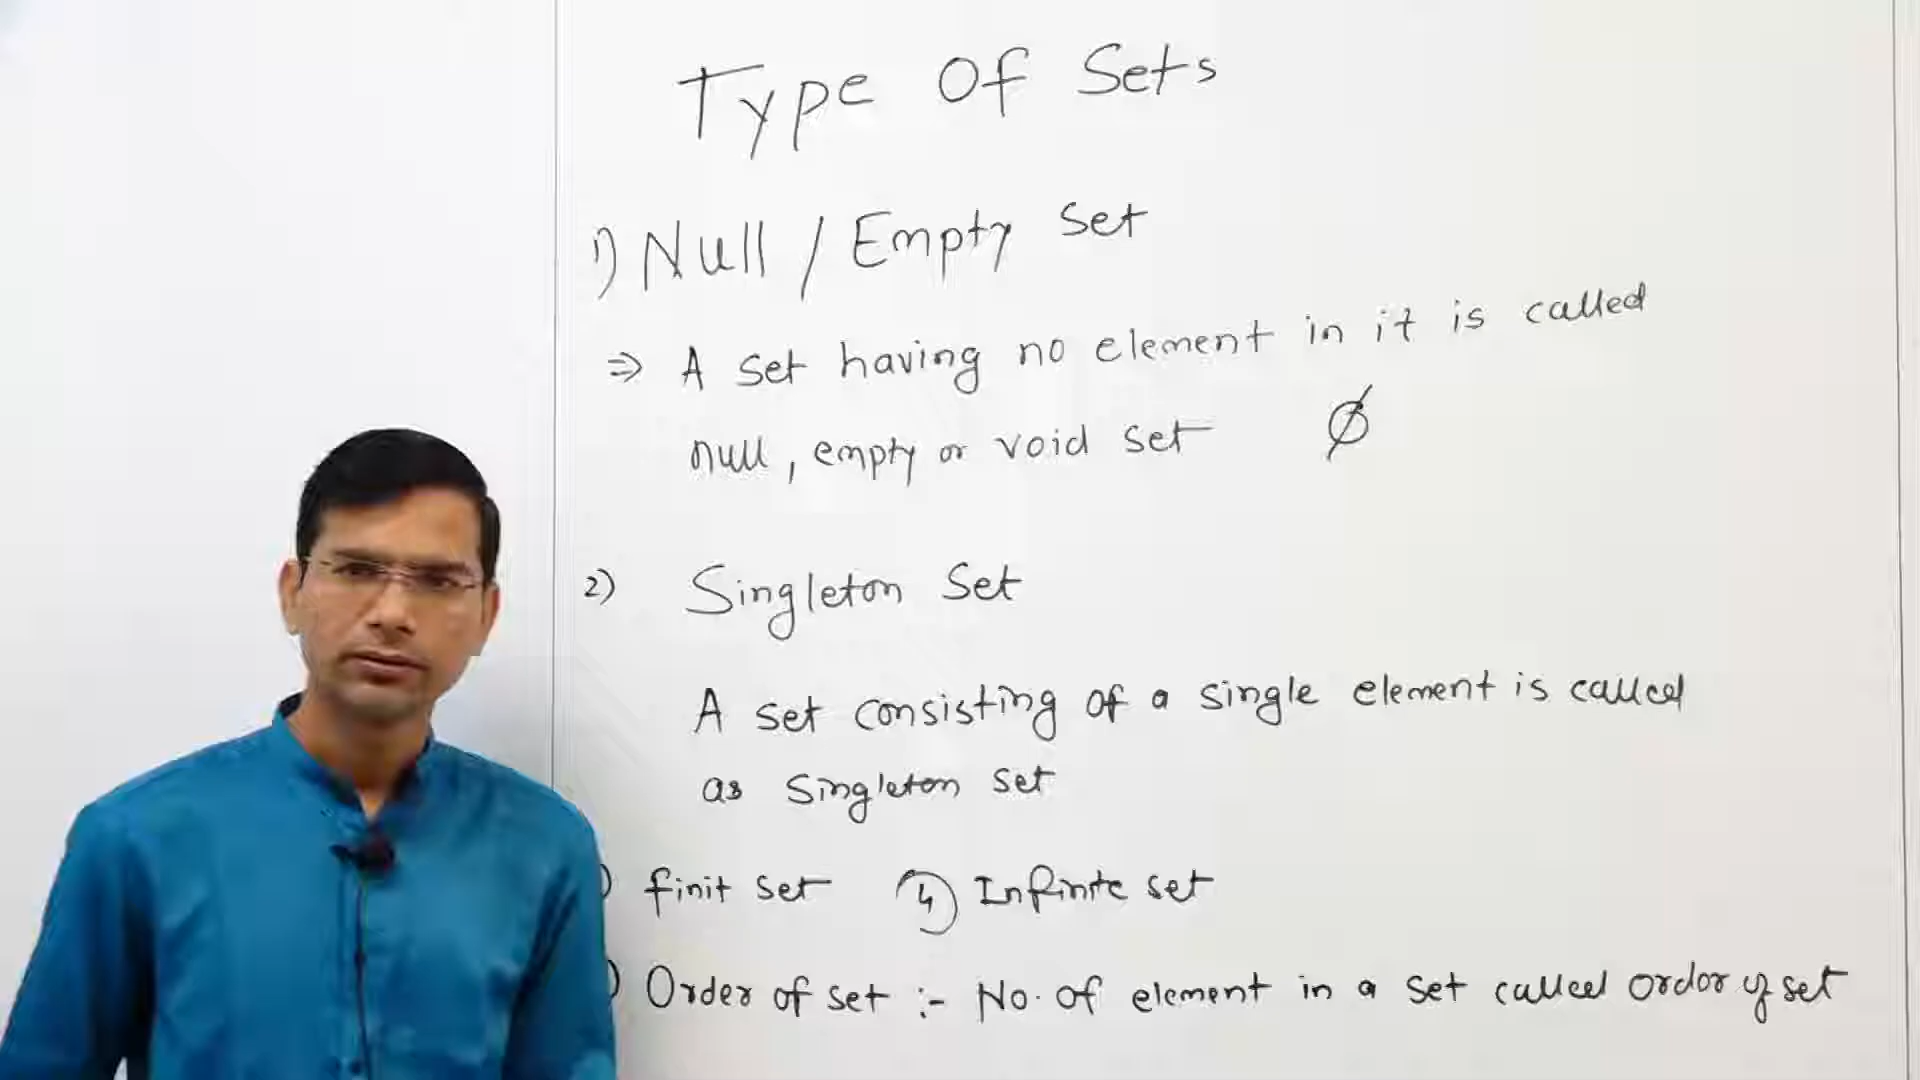 Type Of Sets
1) Null / Empty Set
⇒ A set having no element in it is called
null, empty or void set ∅
2) Singleton Set
A set consisting of a single element is called
as Singleton set
) finit set 4) Infinite set
) Order of set :- No. of element in a set called ordor of set